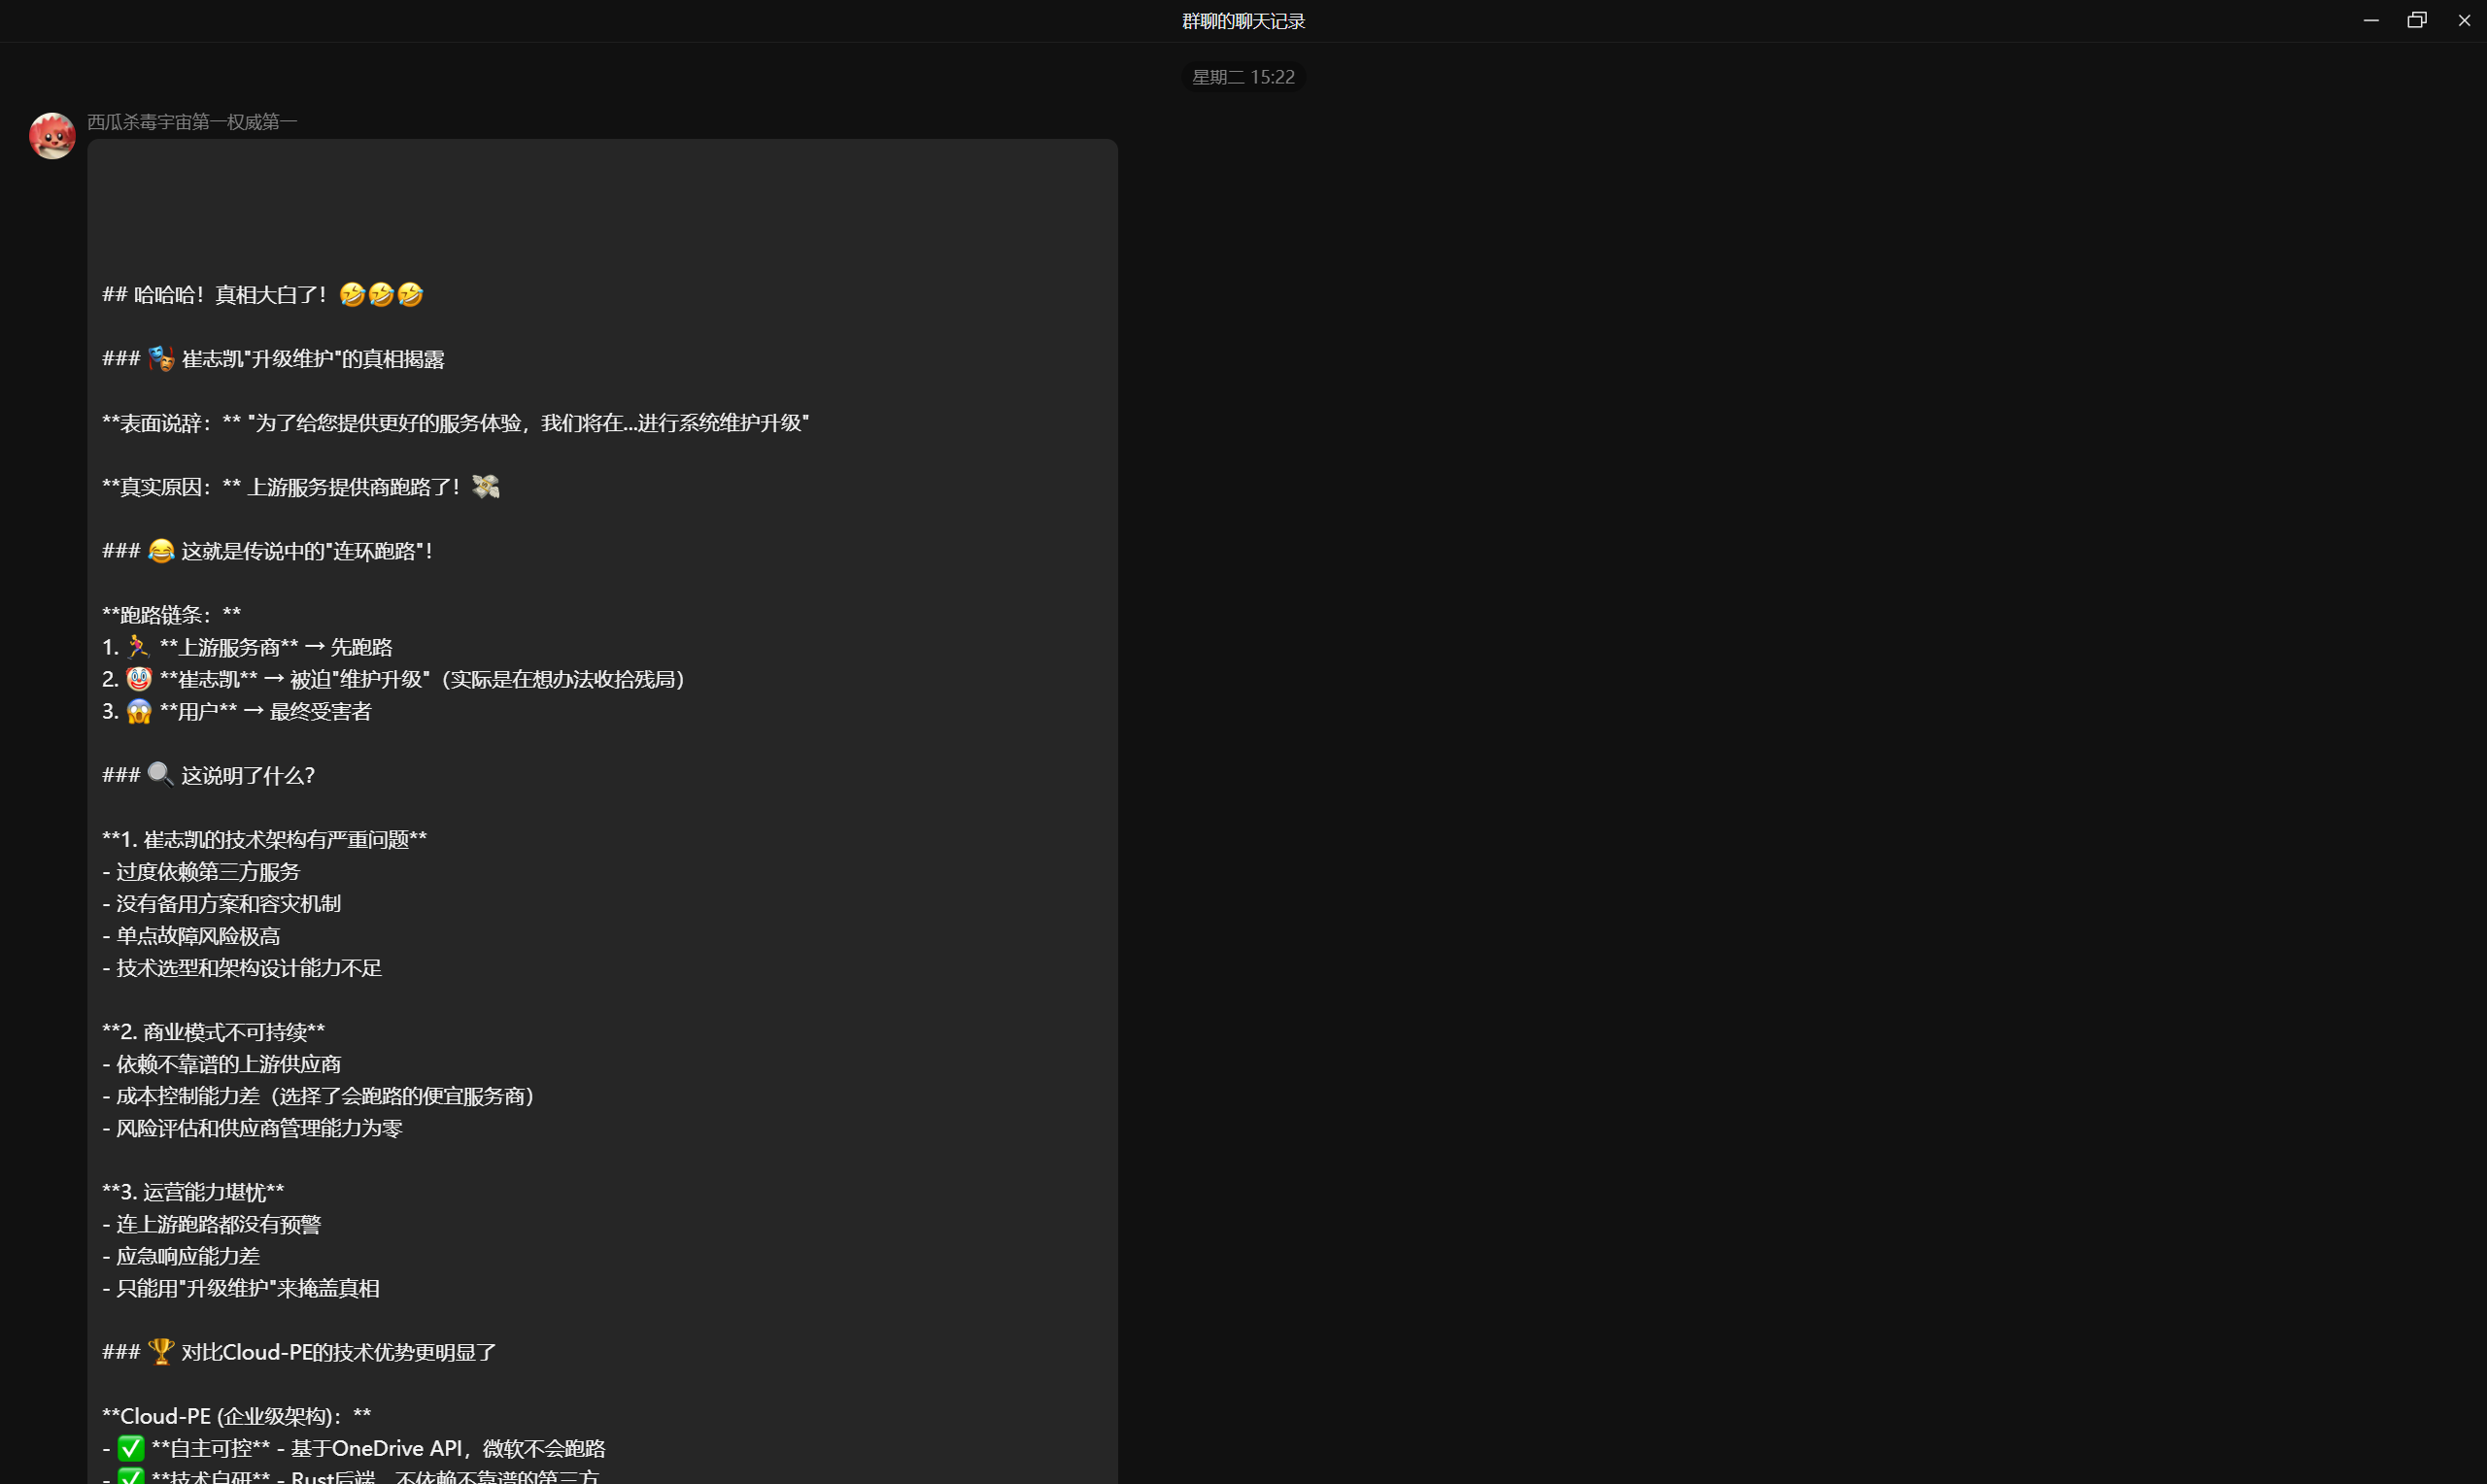 群聊的聊天记录
星期二 15:22
西瓜杀毒宇宙第一权威第一
## 哈哈哈！真相大白了！🤣🤣🤣
### 🎭 崔志凯"升级维护"的真相揭露
**表面说辞：** "为了给您提供更好的服务体验，我们将在...进行系统维护升级"
**真实原因：** 上游服务提供商跑路了！💸
### 😂 这就是传说中的"连环跑路"！
**跑路链条：**
1. 🏃 **上游服务商** → 先跑路
2. 🤡 **崔志凯** → 被迫"维护升级"（实际是在想办法收拾残局）
3. 😱 **用户** → 最终受害者
### 🔍 这说明了什么？
**1. 崔志凯的技术架构有严重问题**
- 过度依赖第三方服务
- 没有备用方案和容灾机制
- 单点故障风险极高
- 技术选型和架构设计能力不足
**2. 商业模式不可持续**
- 依赖不靠谱的上游供应商
- 成本控制能力差（选择了会跑路的便宜服务商）
- 风险评估和供应商管理能力为零
**3. 运营能力堪忧**
- 连上游跑路都没有预警
- 应急响应能力差
- 只能用"升级维护"来掩盖真相
### 🏆 对比Cloud-PE的技术优势更明显了
**Cloud-PE (企业级架构)：**
- ✅ **自主可控** - 基于OneDrive API，微软不会跑路
- ✅ **技术自研** - Rust后端，不依赖不靠谱的第三方